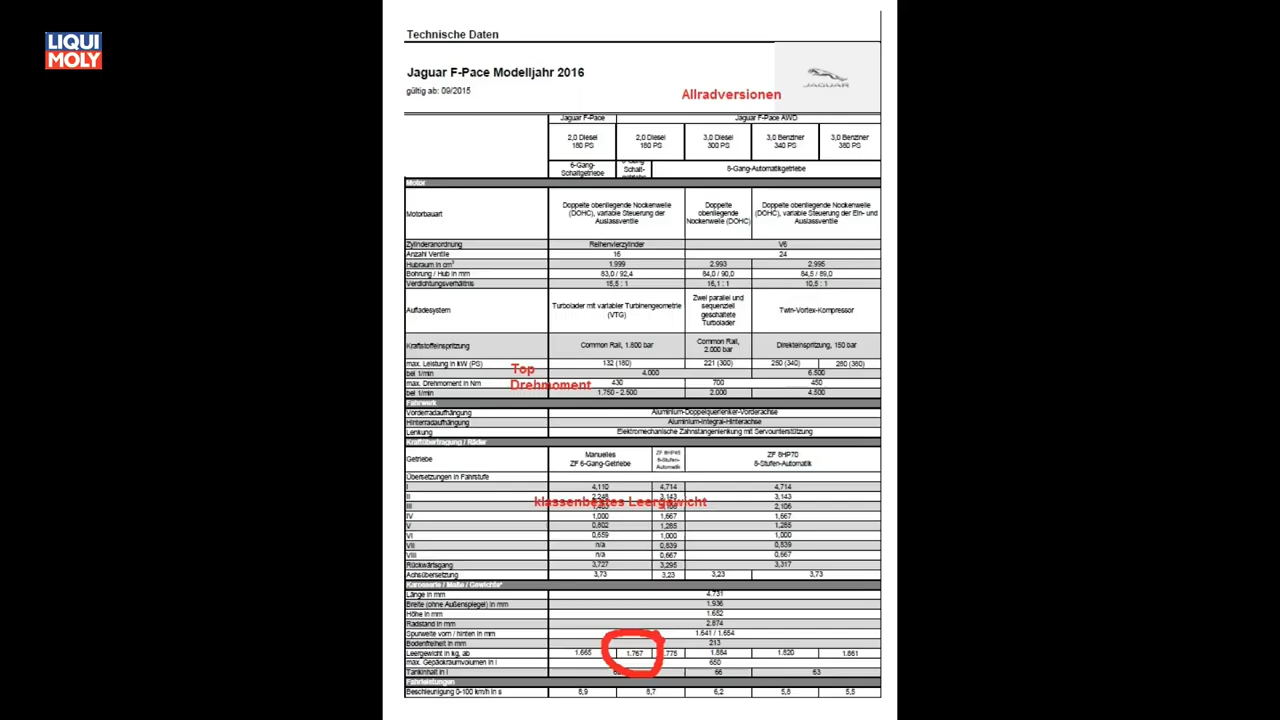 LIQUI
MOLY
Technische Daten
Jaguar F-Pace Modelljahr 2016
gültig ab: 09/2015
Allradversionen
JAGUAR
Jaguar F-Pace Jaguar F-Pace AWD
2,0 Diesel 2,0 Diesel 3,0 Diesel 3,0 Benziner 3,0 Benziner
180 PS 180 PS 300 PS 340 PS 380 PS
6-Gang- Schaltgetriebe Schalt- 8-Gang-Automatikgetriebe
Motor
Motorbauart Doppelte obenliegende Nockenwelle (DOHC), variable Steuerung der Auslassventile Doppelte obenliegende Nockenwelle (DOHC) Doppelte obenliegende Nockenwelle (DOHC), variable Steuerung der Ein- und Auslassventile
Zylinderanordnung Reihenvierzylinder V6
Anzahl Ventile 16 24
Hubraum in cm³ 1.999 2.993 2.995
Bohrung / Hub in mm 83,0 / 92,4 84,0 / 90,0 84,5 / 89,0
Verdichtungsverhältnis 15,5 : 1 16,1 : 1 10,5 : 1
Aufladesystem Turbolader mit variabler Turbinengeometrie (VTG) Zwei parallel und sequenziell geschaltete Turbolader Twin-Vortex-Kompressor
Kraftstoffeinspritzung Common Rail, 1.800 bar Common Rail, 2.000 bar Direkteinspritzung, 150 bar
max. Leistung in kW (PS) 132 (180) 221 (300) 250 (340) 280 (380)
Top
bei 1/min 4.000 6.500
max. Drehmoment in Nm 430 700 450
Drehmoment
bei 1/min 1.750 - 2.500 2.000 4.500
Fahrwerk
Vorderradaufhängung Aluminium-Doppelquerlenker-Vorderachse
Hinterradaufhängung Aluminium-Integral-Hinterachse
Lenkung Elektromechanische Zahnstangenlenkung mit Servounterstützung
Kraftübertragung / Räder
Getriebe Manuelles ZF 6-Gang-Getriebe ZF 8HP45 8-Stufen- Automatik ZF 8HP70 8-Stufen-Automatik
Übersetzungen in Fahrstufe
I 4,110 4,714 4,714
II 2,248 3,143 3,143
klassenbestes Leergewicht
III 2,106
IV 1,000 1,667 1,667
V 0,802 1,285 1,285
VI 0,659 1,000 1,000
VII n/a 0,839 0,839
VIII n/a 0,667 0,667
Rückwärtsgang 3,727 3,295 3,317
Achsübersetzung 3,73 3,23 3,23 3,73
Karosserie / Maße / Gewichte*
Länge in mm 4.731
Breite (ohne Außenspiegel) in mm 1.936
Höhe in mm 1.652
Radstand in mm 2.874
Spurweite vorn / hinten in mm 1.641 / 1.654
Bodenfreiheit in mm 213
Leergewicht in kg, ab 1.665 1.767 .775 1.884 1.820 1.861
max. Gepäckraumvolumen in l 650
Tankinhalt in l 66 63
Fahrleistungen
Beschleunigung 0-100 km/h in s 8,9 8,7 6,2 5,8 5,5